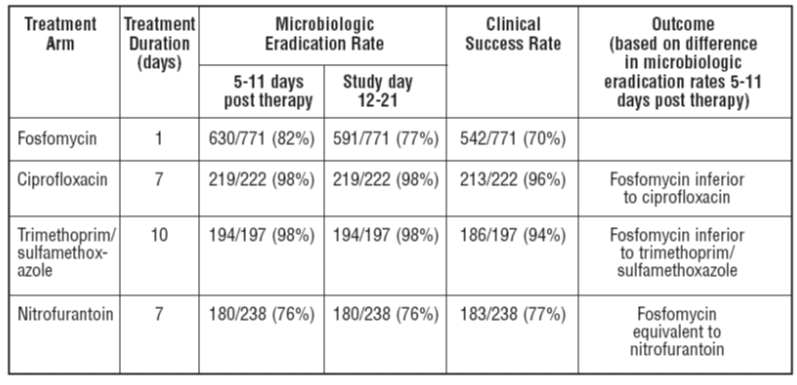 Treatment Arm
Treatment Duration (days)
Microbiologic Eradication Rate
Clinical Success Rate
Outcome (based on difference in microbiologic eradication rates 5-11 days post therapy)
5-11 days post therapy
Study day 12-21
Fosfomycin 1 630/771 (82%) 591/771 (77%) 542/771 (70%)
Ciprofloxacin 7 219/222 (98%) 219/222 (98%) 213/222 (96%) Fosfomycin inferior to ciprofloxacin
Trimethoprim/sulfamethox-azole 10 194/197 (98%) 194/197 (98%) 186/197 (94%) Fosfomycin inferior to trimethoprim/sulfamethoxazole
Nitrofurantoin 7 180/238 (76%) 180/238 (76%) 183/238 (77%) Fosfomycin equivalent to nitrofurantoin